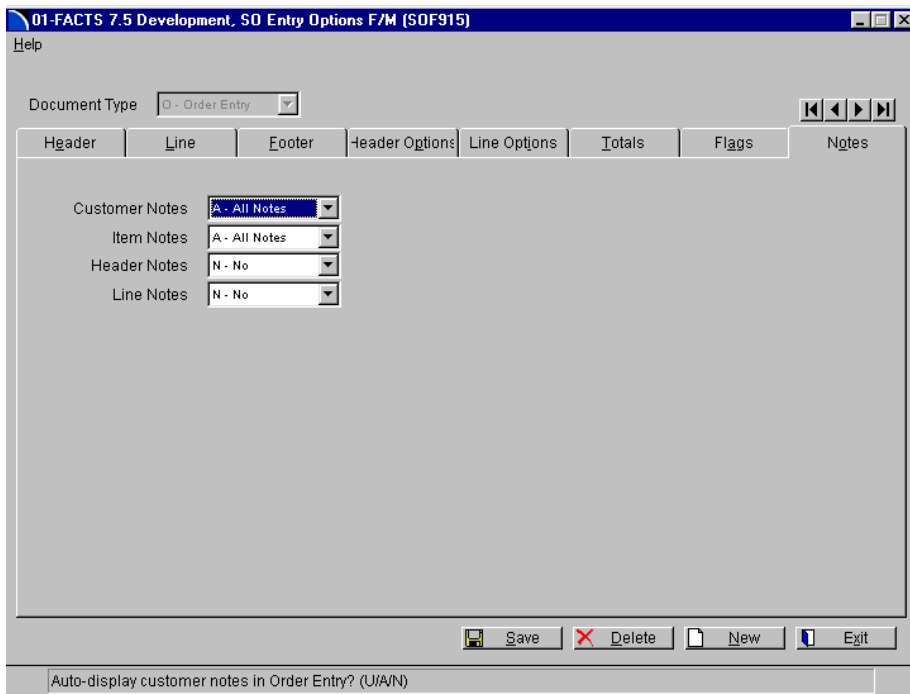 01-FACTS 7.5 Development, SO Entry Options F/M (SOF915)
Help
Document Type O - Order Entry
Header Line Footer Header Options Line Options Totals Flags Notes
Customer Notes A - All Notes
Item Notes A - All Notes
Header Notes N - No
Line Notes N - No
Save Delete New Exit
Auto-display customer notes in Order Entry? (U/A/N)